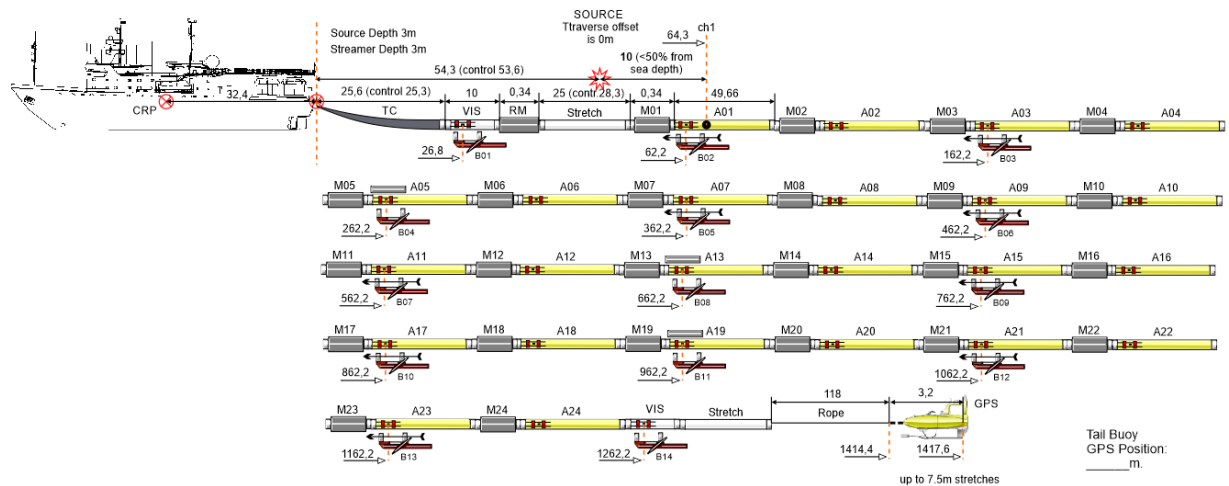 SOURCE
Ttraverse offset
is 0m
ch1
Source Depth 3m
Streamer Depth 3m
64,3
10 (<50% from
sea depth)
54,3 (control 53,6)
32,4
25,6 (control 25,3)
10
0,34
25 (contr.28,3)
0,34
49,66
CRP
TC
VIS
RM
Stretch
M01
A01
M02
A02
M03
A03
M04
A04
26,8
B01
62,2
B02
162,2
B03
M05
A05
M06
A06
M07
A07
M08
A08
M09
A09
M10
A10
262,2
B04
362,2
B05
462,2
B06
M11
A11
M12
A12
M13
A13
M14
A14
M15
A15
M16
A16
562,2
B07
662,2
B08
762,2
B09
M17
A17
M18
A18
M19
A19
M20
A20
M21
A21
M22
A22
862,2
B10
962,2
B11
1062,2
B12
118
3,2
M23
A23
M24
A24
VIS
Stretch
Rope
GPS
1162,2
B13
1262,2
B14
1414,4
1417,6
Tail Buoy
GPS Position:
______m.
up to 7.5m stretches